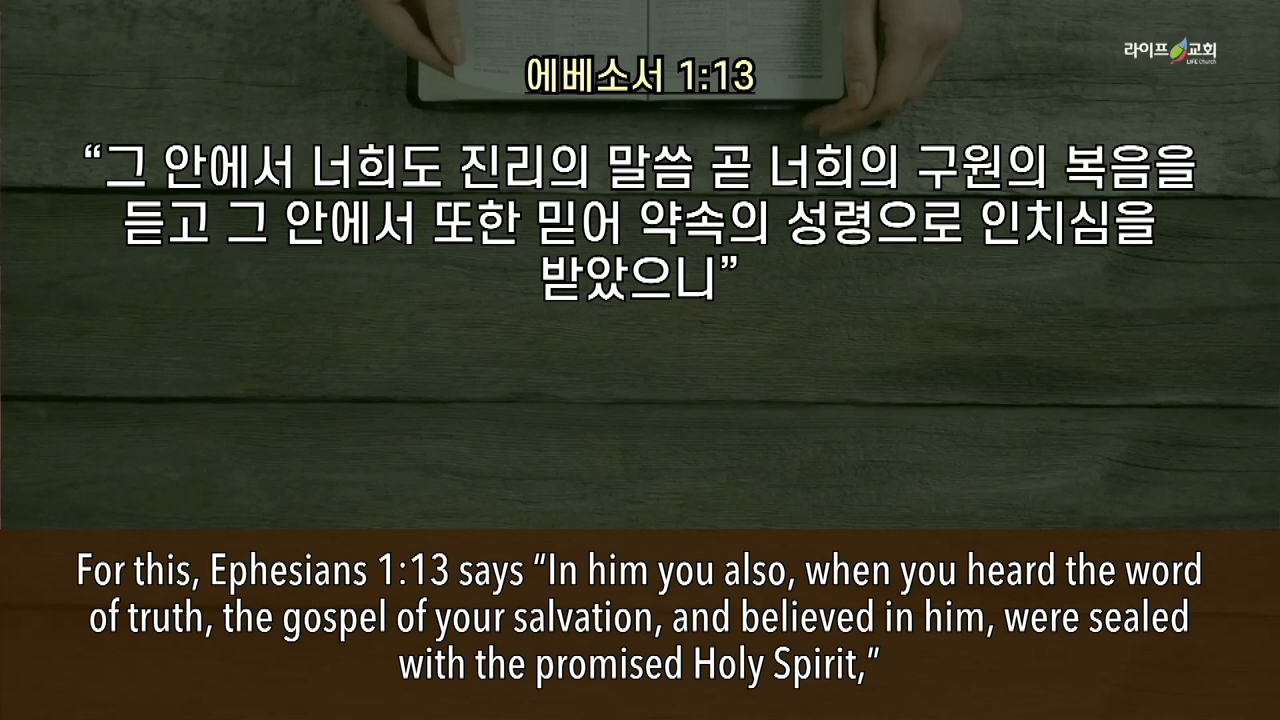 라이프 교회
LIFE Church
에베소서 1:13
“그 안에서 너희도 진리의 말씀 곧 너희의 구원의 복음을
듣고 그 안에서 또한 믿어 약속의 성령으로 인치심을
받았으니”
For this, Ephesians 1:13 says “In him you also, when you heard the word
of truth, the gospel of your salvation, and believed in him, were sealed
with the promised Holy Spirit,”